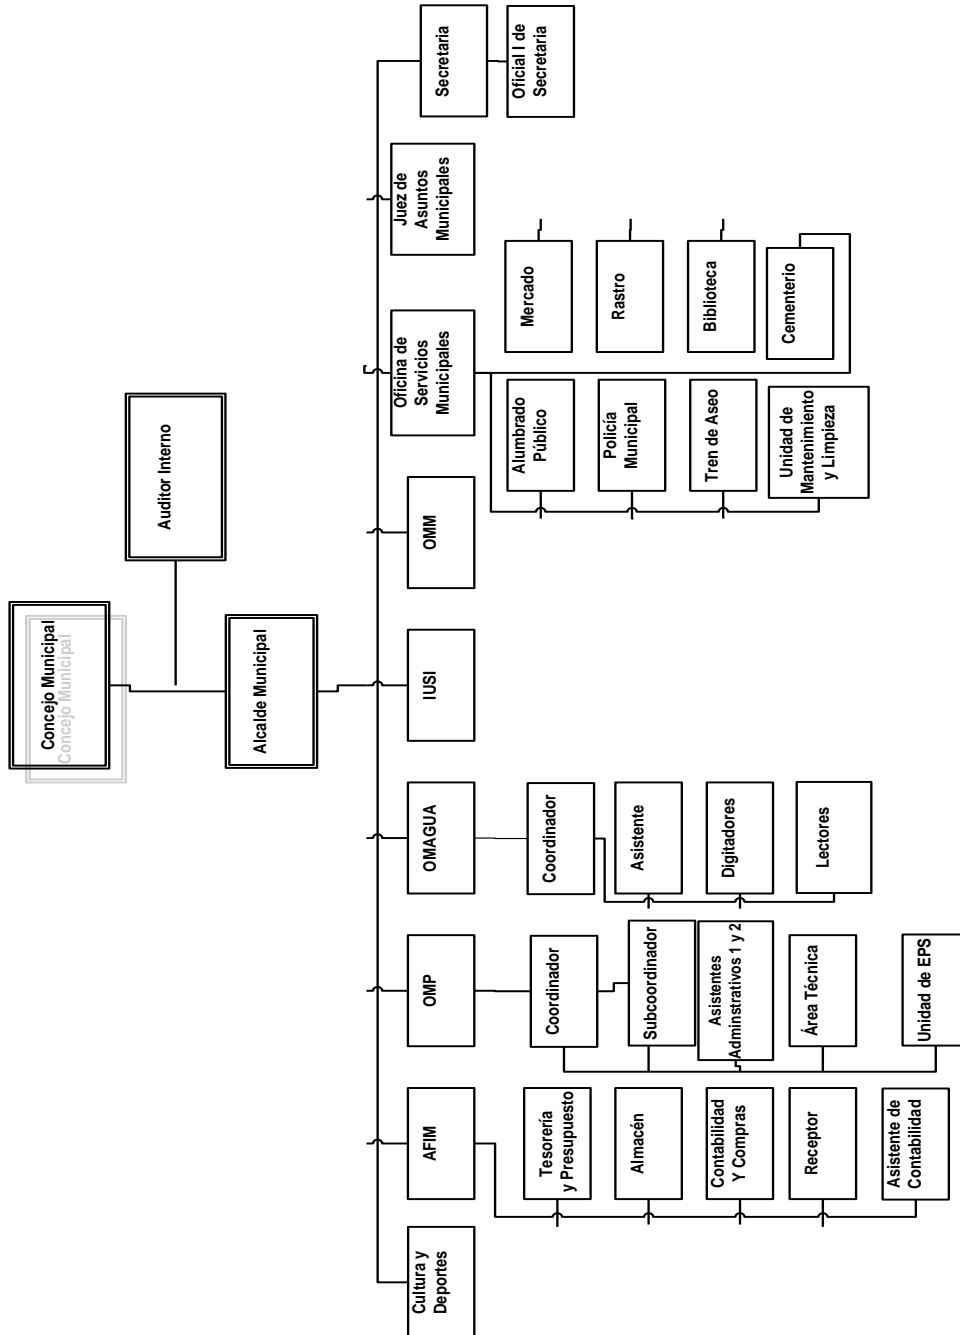 Concejo Municipal
Concejo Municipal
Auditor Interno
Alcalde Municipal
Cultura y
Deportes
AFIM
OMP
OMAGUA
IUSI
OMM
Oficina de
Servicios
Municipales
Juez de
Asuntos
Municipales
Secretaria
Oficial I de
Secretaria
Tesorería
y Presupuesto
Almacén
Contabilidad
Y Compras
Receptor
Asistente de
Contabilidad
Coordinador
Subcoordinador
Asistentes
Adminstrativos 1 y 2
Área Técnica
Unidad de EPS
Coordinador
Asistente
Digitadores
Lectores
Alumbrado
Público
Policía
Municipal
Tren de Aseo
Unidad de
Mantenimiento
y Limpieza
Mercado
Rastro
Biblioteca
Cementerio